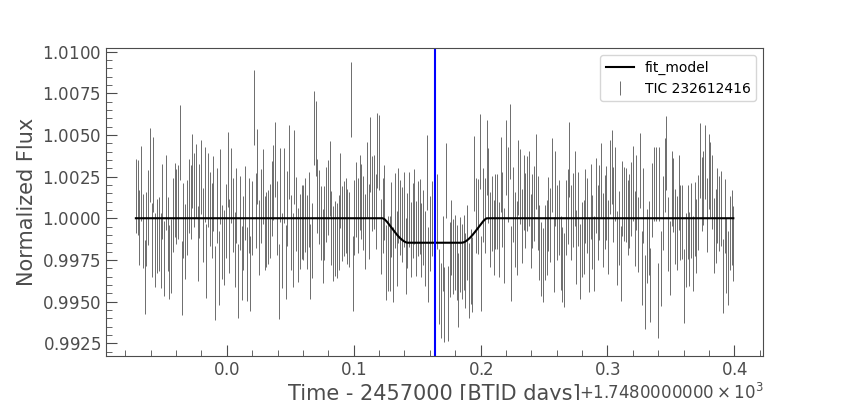 1.0100
1.0075
1.0050
1.0025
1.0000
0.9975
0.9950
0.9925
Normalized Flux
fit_model
TIC 232612416
0.0 0.1 0.2 0.3 0.4
Time - 2457000 [BTJD days]
+1.7480000000 × 10³